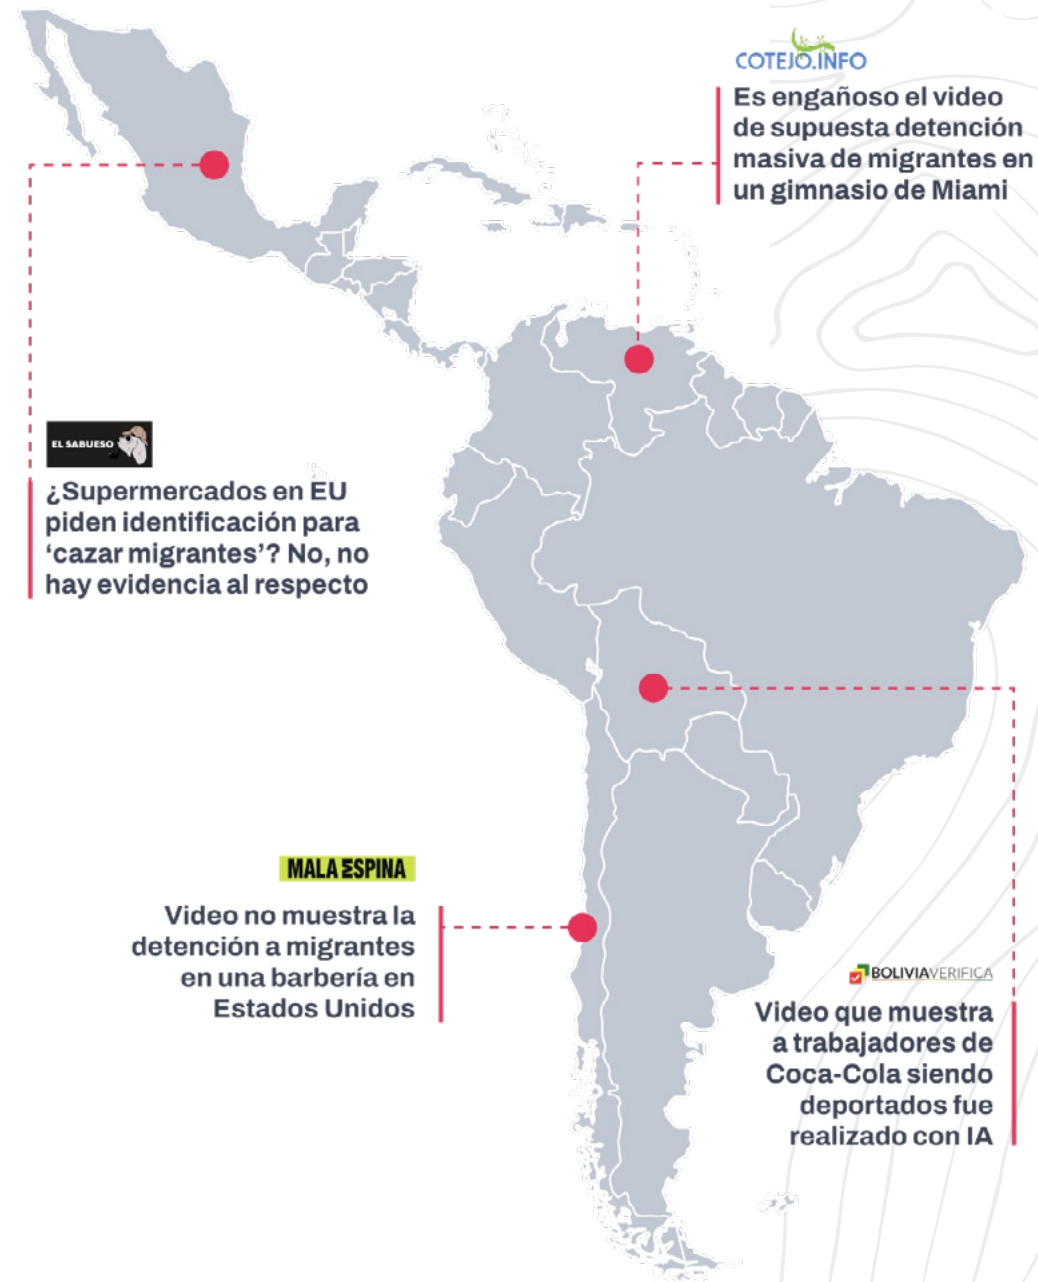 COTEJO.INFO
Es engañoso el video
de supuesta detención
masiva de migrantes en
un gimnasio de Miami
EL SABUESO
¿Supermercados en EU
piden identificación para
‘cazar migrantes’? No, no
hay evidencia al respecto
MALA ESPINA
Video no muestra la
detención a migrantes
en una barbería en
Estados Unidos
BOLIVIAVERIFICA
Video que muestra
a trabajadores de
Coca-Cola siendo
deportados fue
realizado con IA